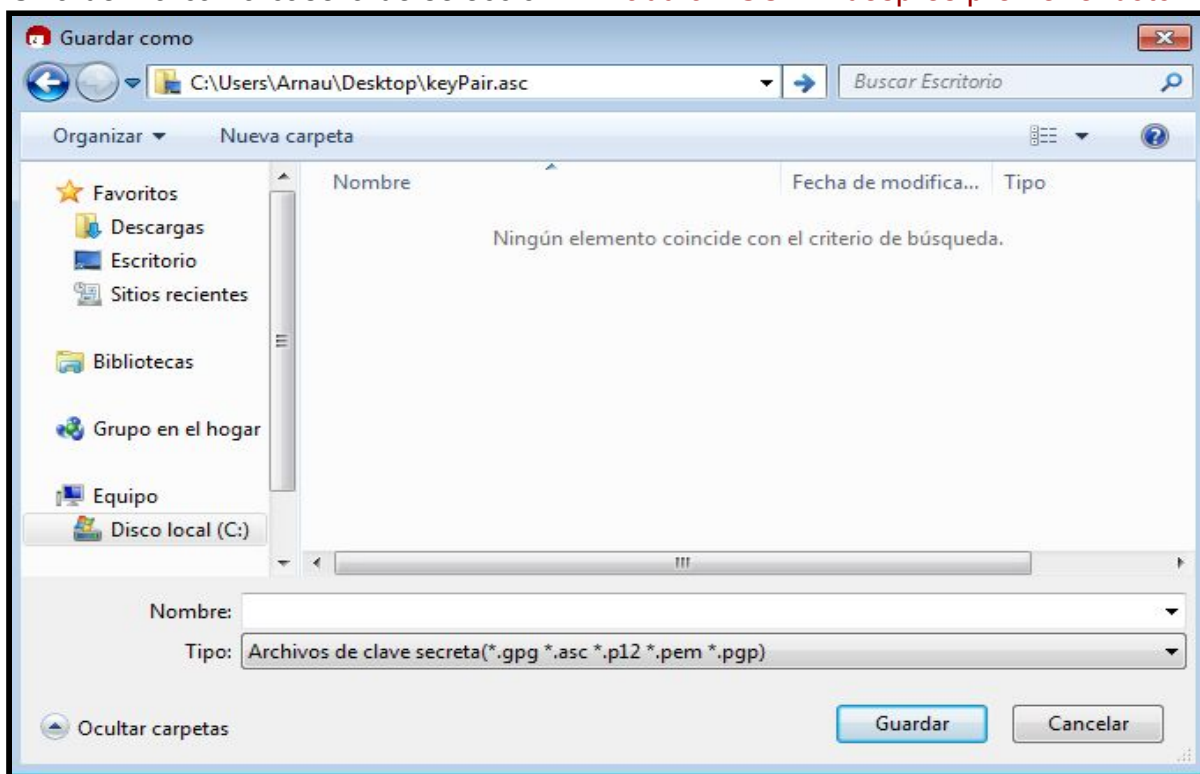 Guardar como
C:\Users\Arnau\Desktop\keyPair.asc
Buscar Escritorio
Organizar
Nueva carpeta
Nombre
Fecha de modifica...
Tipo
Favoritos
Descargas
Escritorio
Sitios recientes
Bibliotecas
Grupo en el hogar
Equipo
Disco local (C:)
Ningún elemento coincide con el criterio de búsqueda.
Nombre:
Tipo: Archivos de clave secreta(*.gpg *.asc *.p12 *.pem *.pgp)
Ocultar carpetas
Guardar
Cancelar